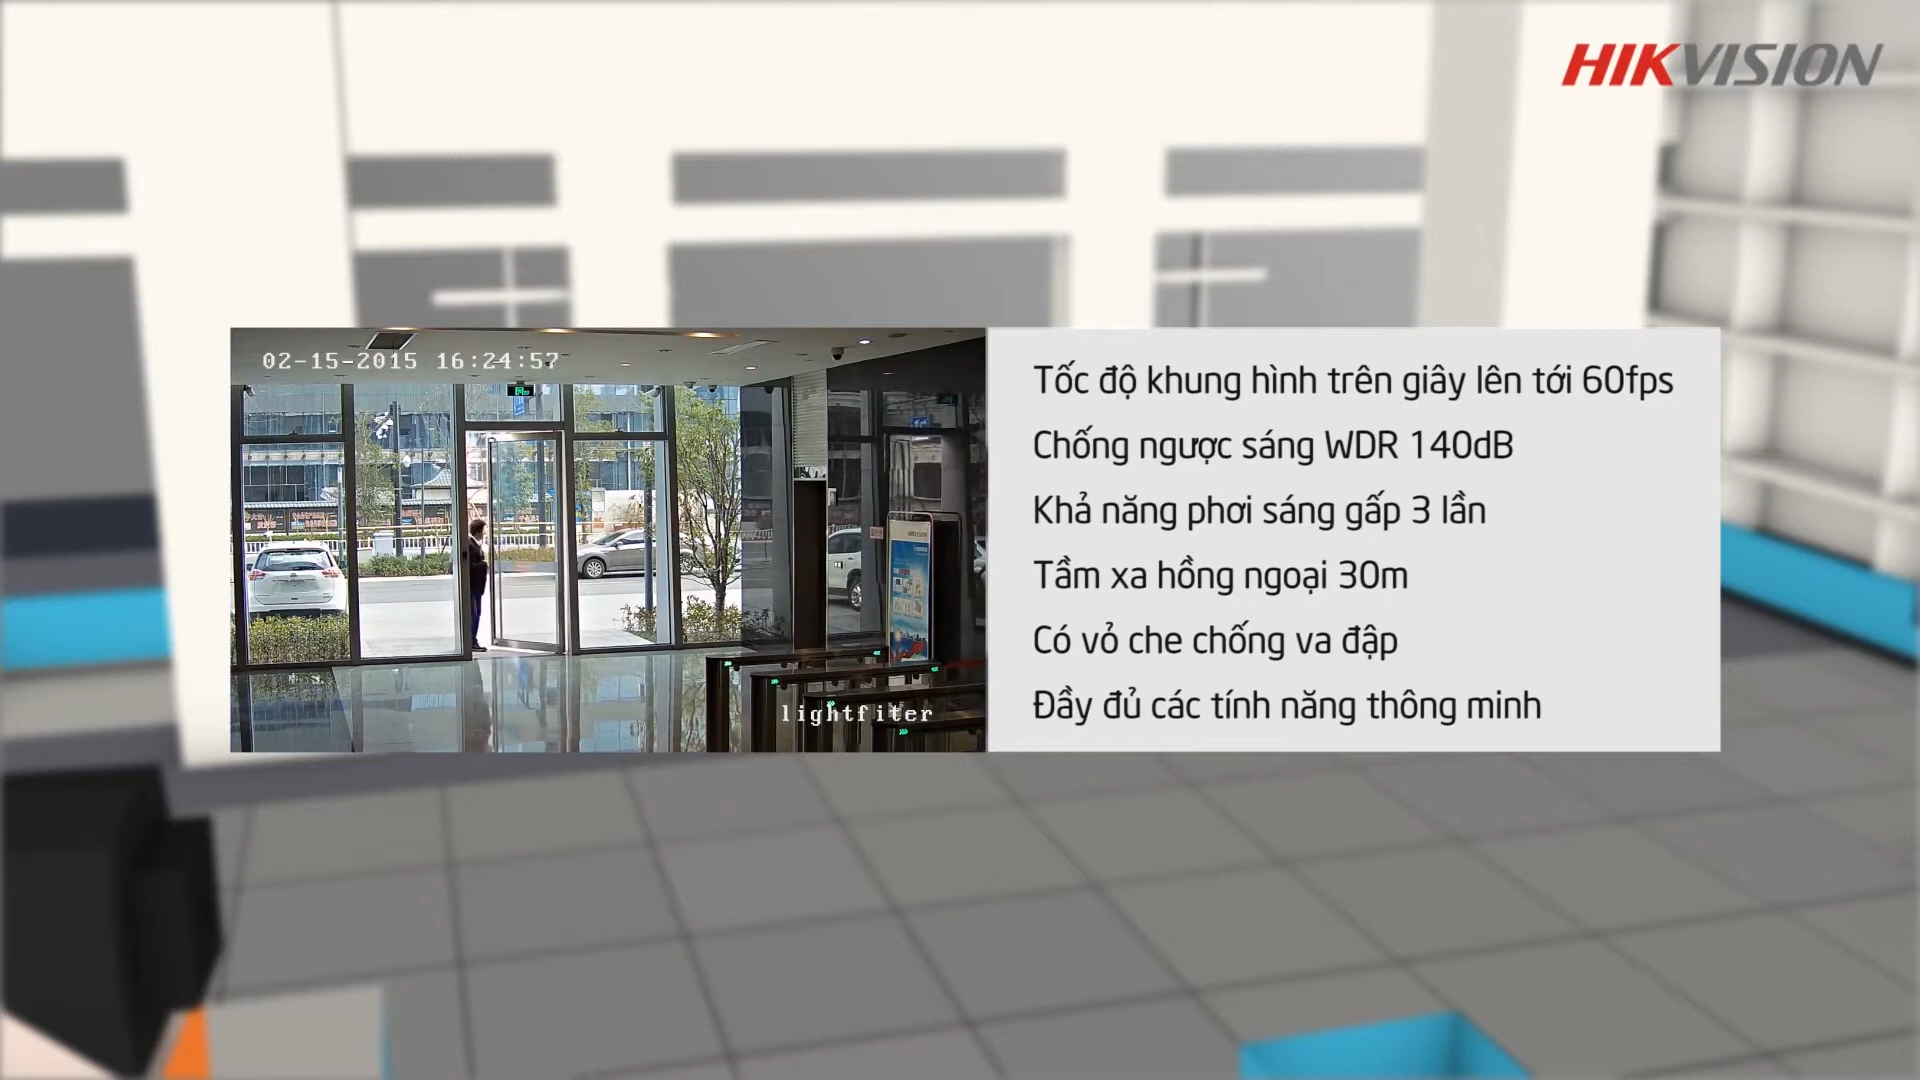 HIKVISION
02-15-2015 16:24:57
lightfiter
Tốc độ khung hình trên giây lên tới 60fps
Chống ngược sáng WDR 140dB
Khả năng phơi sáng gấp 3 lần
Tầm xa hồng ngoại 30m
Có vỏ che chống va đập
Đầy đủ các tính năng thông minh